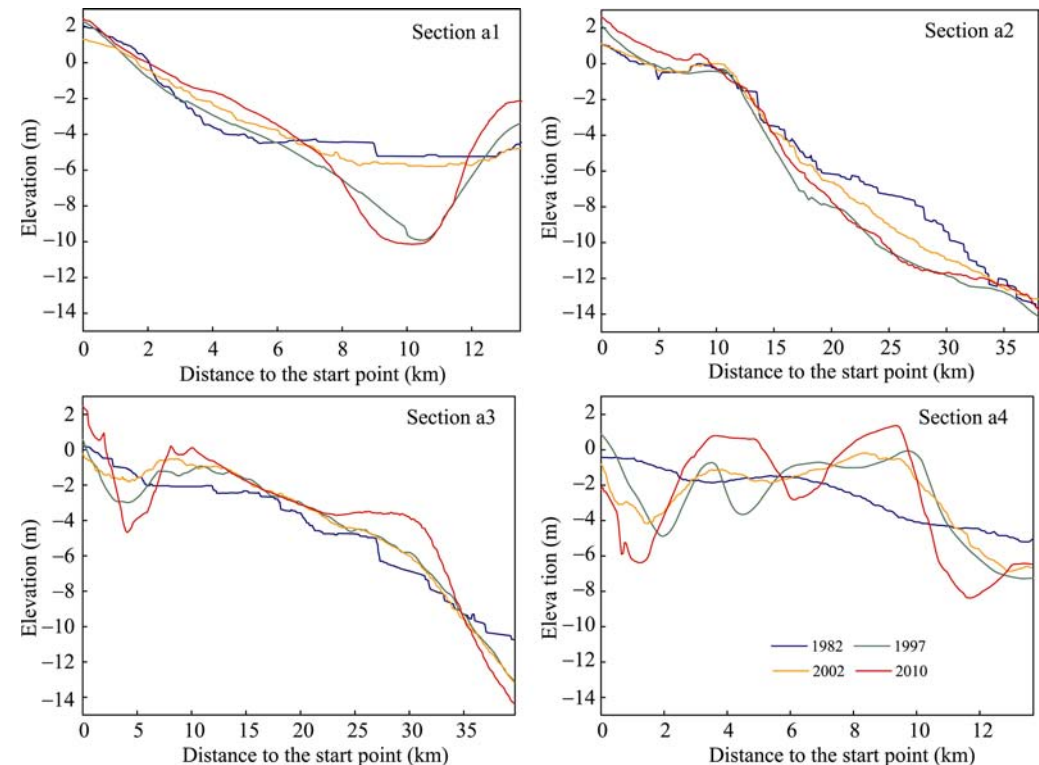 Section a1
2
0
−2
−4
−6
−8
−10
−12
−14
Elevation (m)
0 2 4 6 8 10 12
Distance to the start point (km)
Section a2
2
0
−2
−4
−6
−8
−10
−12
−14
Eleva tion (m)
0 5 10 15 20 25 30 35
Distance to the start point (km)
Section a3
2
0
−2
−4
−6
−8
−10
−12
−14
Elevation (m)
0 5 10 15 20 25 30 35
Distance to the start point (km)
Section a4
2
0
−2
−4
−6
−8
−10
−12
−14
Eleva tion (m)
1982 1997
2002 2010
0 2 4 6 8 10 12
Distance to the start point (km)